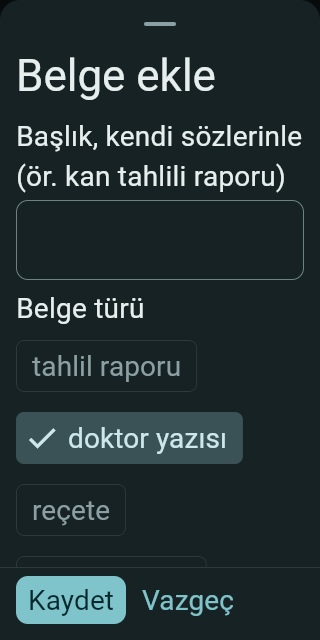 Belge ekle
Başlık, kendi sözlerinle
(ör. kan tahlili raporu)
Belge türü
tahlil raporu
doktor yazısı
reçete
Kaydet
Vazgeç